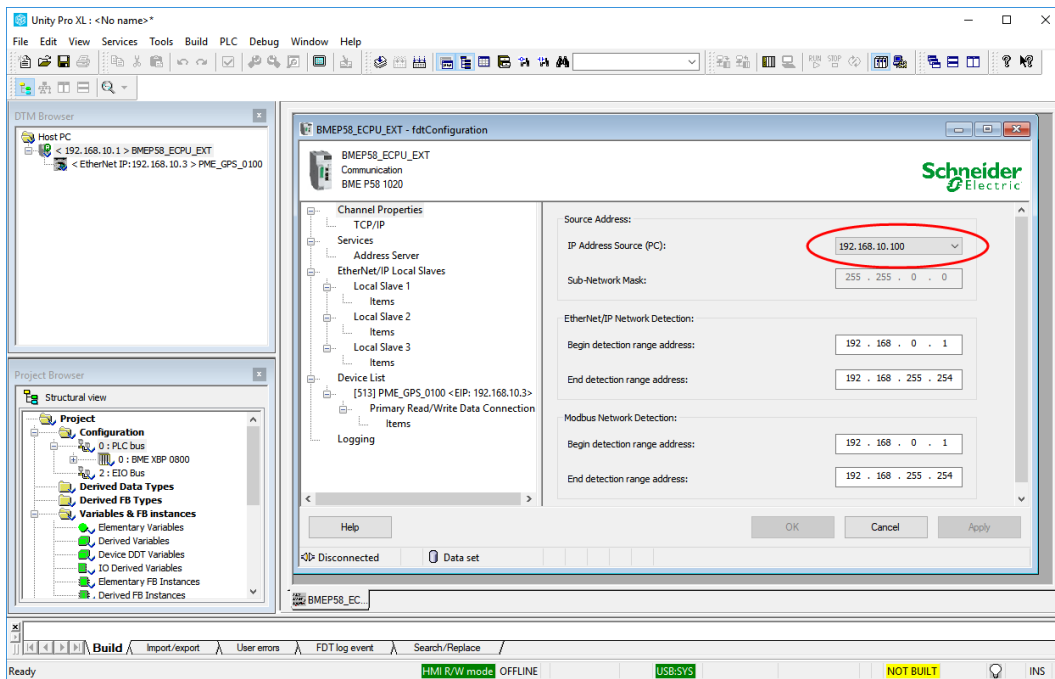 Unity Pro XL : <No name>*
File Edit View Services Tools Build PLC Debug Window Help
DTM Browser
Host PC
< 192.168.10.1 > BMEP58_ECPU_EXT
< EtherNet IP:192.168.10.3 > PME_GPS_0100
Project Browser
Structural view
Project
Configuration
0 : PLC bus
0 : BME XBP 0800
2 : EIO Bus
Derived Data Types
Derived FB Types
Variables & FB instances
Elementary Variables
Derived Variables
Device DDT Variables
IO Derived Variables
Elementary FB Instances
Derived FB Instances
BMEP58_ECPU_EXT - fdtConfiguration
BMEP58_ECPU_EXT
Communication
BME P58 1020
Schneider
Electric
Channel Properties
TCP/IP
Services
Address Server
EtherNet/IP Local Slaves
Local Slave 1
Items
Local Slave 2
Items
Local Slave 3
Items
Device List
[513] PME_GPS_0100 <EIP: 192.168.10.3>
Primary Read/Write Data Connection
Items
Logging
Source Address:
IP Address Source (PC): 192.168.10.100
Sub-Network Mask: 255 . 255 . 0 . 0
EtherNet/IP Network Detection:
Begin detection range address: 192 . 168 . 0 . 1
End detection range address: 192 . 168 . 255 . 254
Modbus Network Detection:
Begin detection range address: 192 . 168 . 0 . 1
End detection range address: 192 . 168 . 255 . 254
Help OK Cancel Apply
Disconnected Data set
BMEP58_EC...
Build Import/export User errors FDT log event Search/Replace
Ready HMI R/W mode OFFLINE USB:SYS NOT BUILT INS